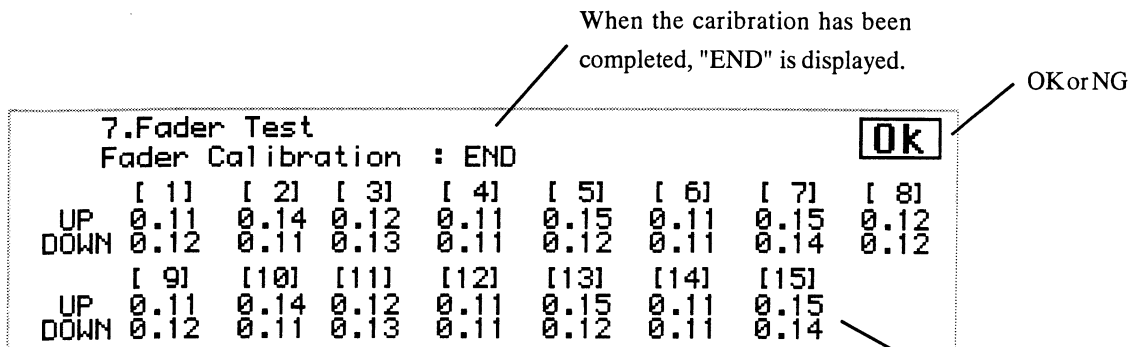 When the caribration has been
completed, "END" is displayed.
OK or NG
7.Fader Test
Ok
Fader Calibration : END
[ 1] [ 2] [ 3] [ 4] [ 5] [ 6] [ 7] [ 8]
UP 0.11 0.14 0.12 0.11 0.15 0.11 0.15 0.12
DOWN 0.12 0.11 0.13 0.11 0.12 0.11 0.14 0.12
[ 9] [10] [11] [12] [13] [14] [15]
UP 0.11 0.14 0.12 0.11 0.15 0.11 0.15
DOWN 0.12 0.11 0.13 0.11 0.12 0.11 0.14